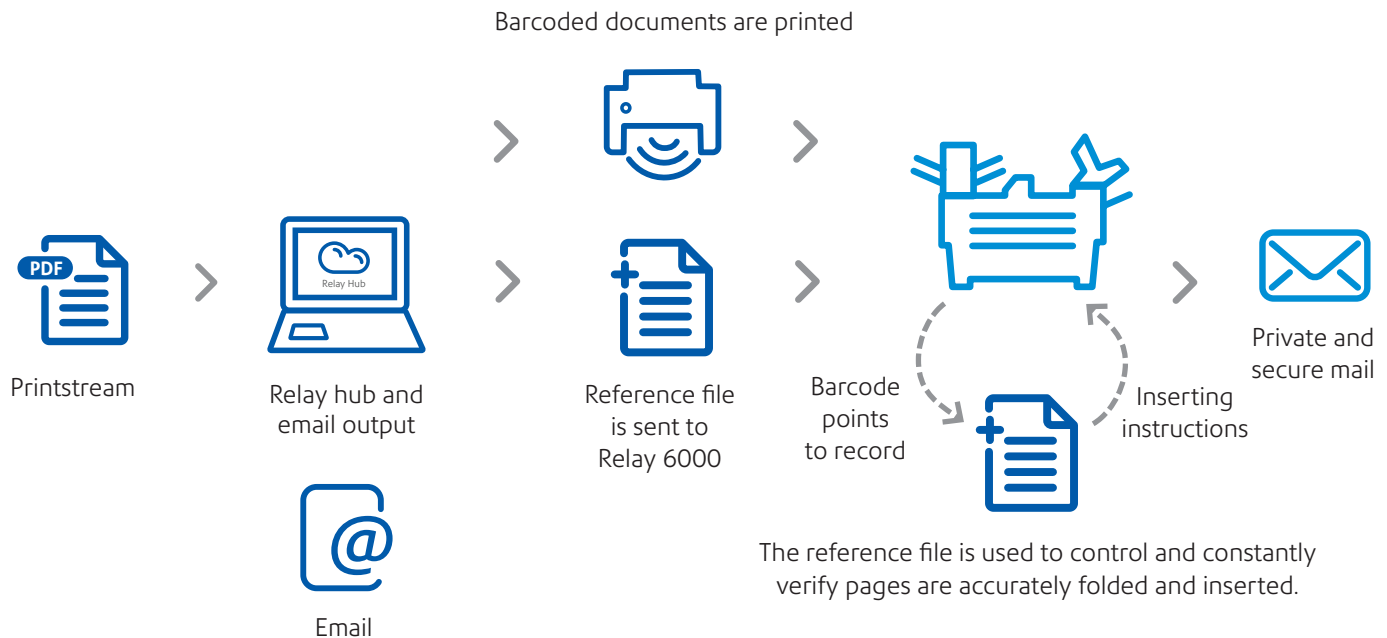 Barcoded documents are printed
PDF
Printstream
Relay Hub
Relay hub and
email output
@
Email
Reference file
is sent to
Relay 6000
Barcode
points
to record
Inserting
instructions
Private and
secure mail
The reference file is used to control and constantly
verify pages are accurately folded and inserted.